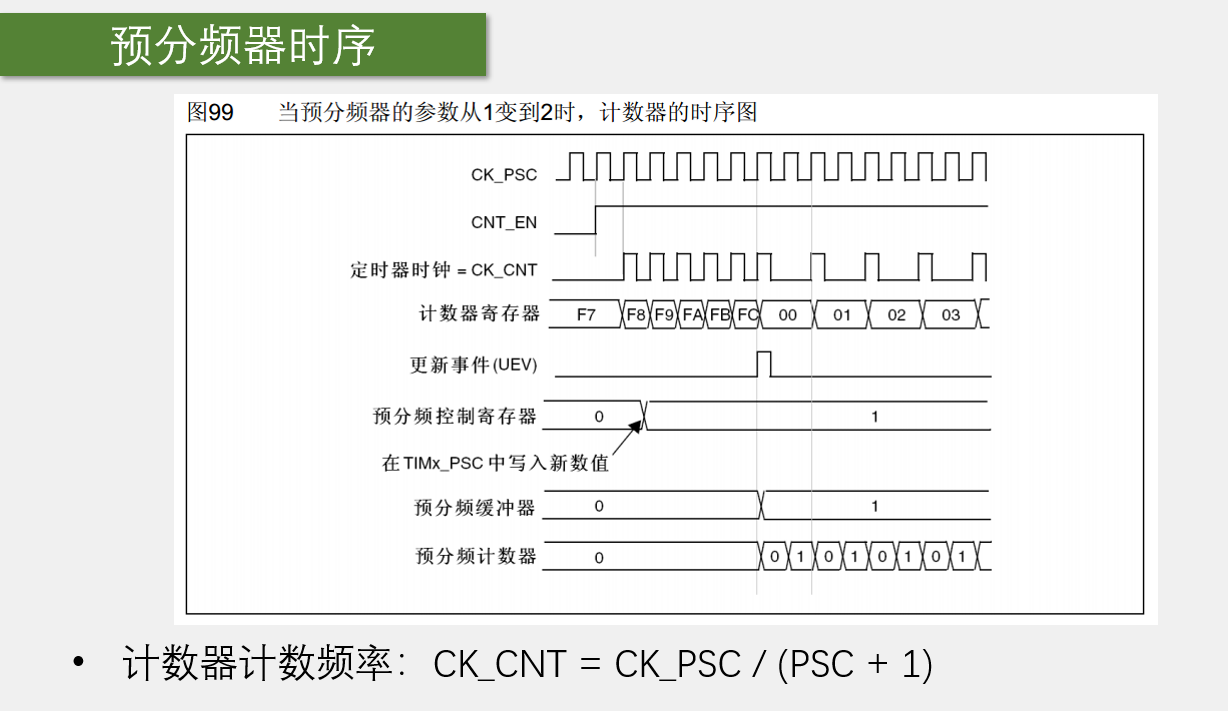 预分频器时序
图99 当预分频器的参数从1变到2时，计数器的时序图
CK_PSC
CNT_EN
定时器时钟 = CK_CNT
计数器寄存器 F7 F8 F9 FA FB FC 00 01 02 03
更新事件(UEV)
预分频控制寄存器 0 1
在TIMx_PSC 中写入新数值
预分频缓冲器 0 1
预分频计数器 0 0 1 0 1 0 1 0 1
• 计数器计数频率：CK_CNT = CK_PSC / (PSC + 1)